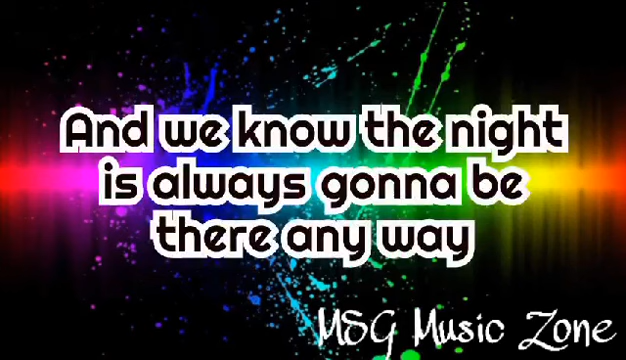 And we know the night
is always gonna be
there any way
MSG Music Zone